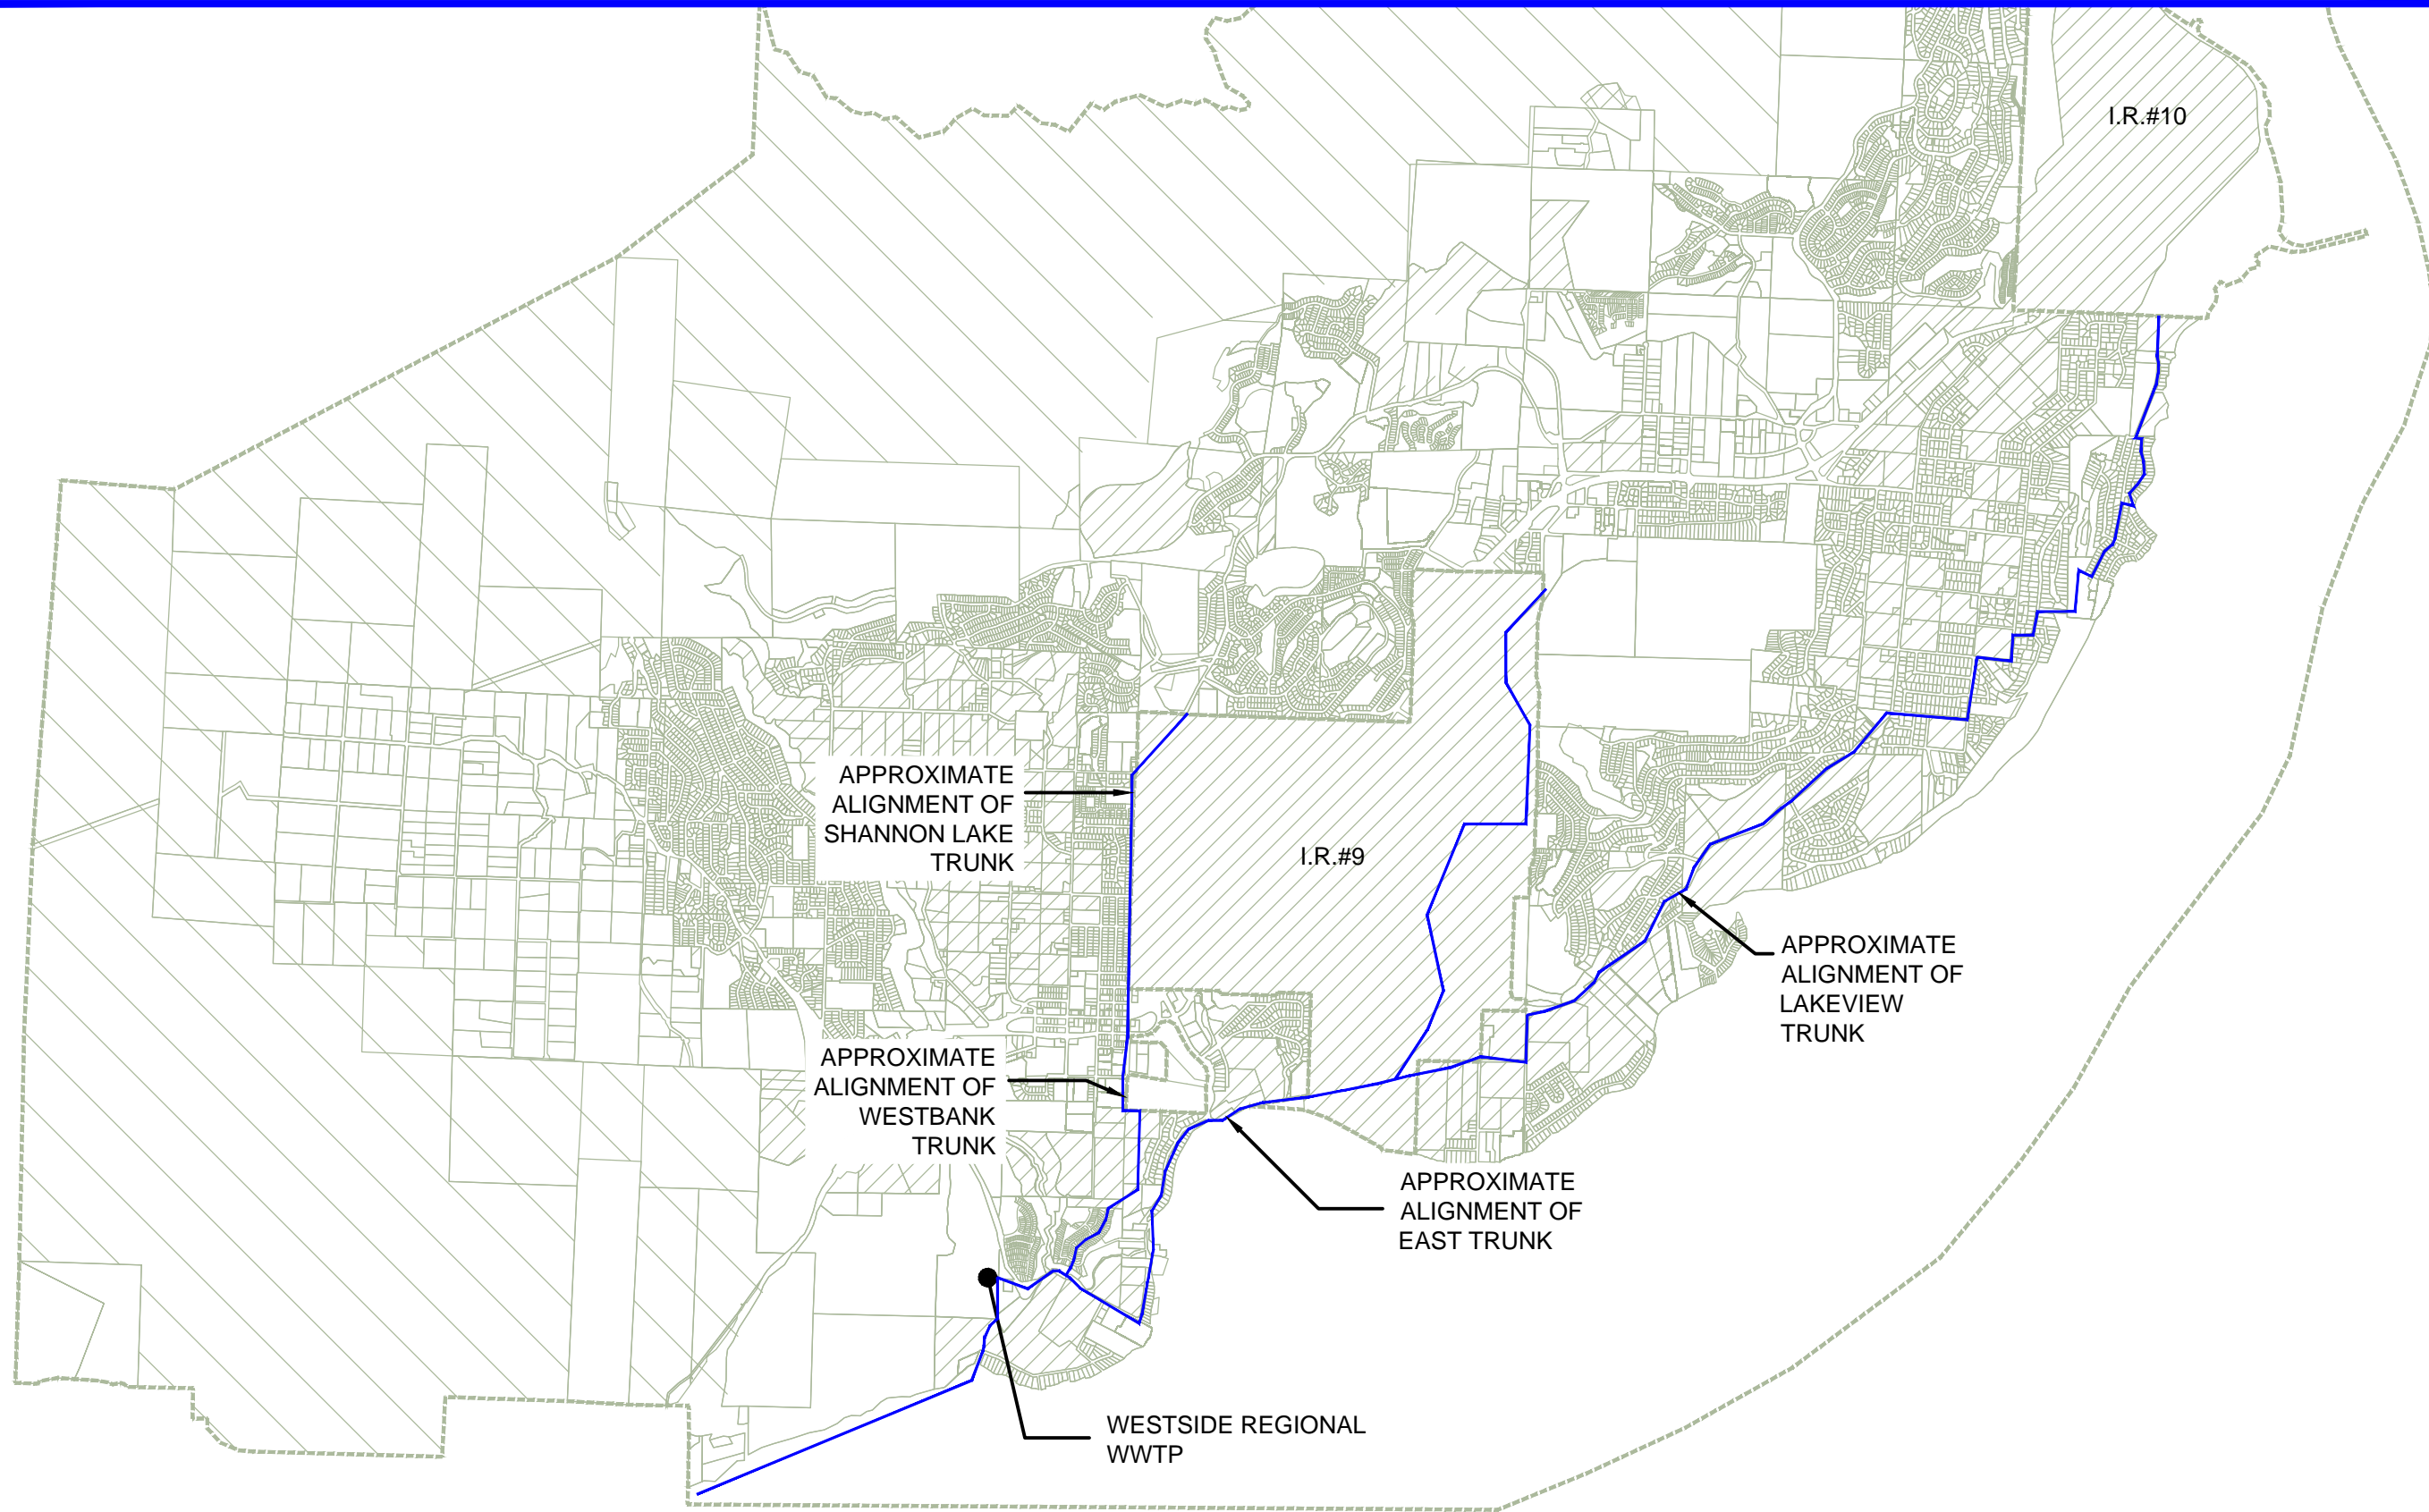 I.R.#10
APPROXIMATE
ALIGNMENT OF
SHANNON LAKE
TRUNK
I.R.#9
APPROXIMATE
ALIGNMENT OF
LAKEVIEW
TRUNK
APPROXIMATE
ALIGNMENT OF
WESTBANK
TRUNK
APPROXIMATE
ALIGNMENT OF
EAST TRUNK
WESTSIDE REGIONAL
WWTP